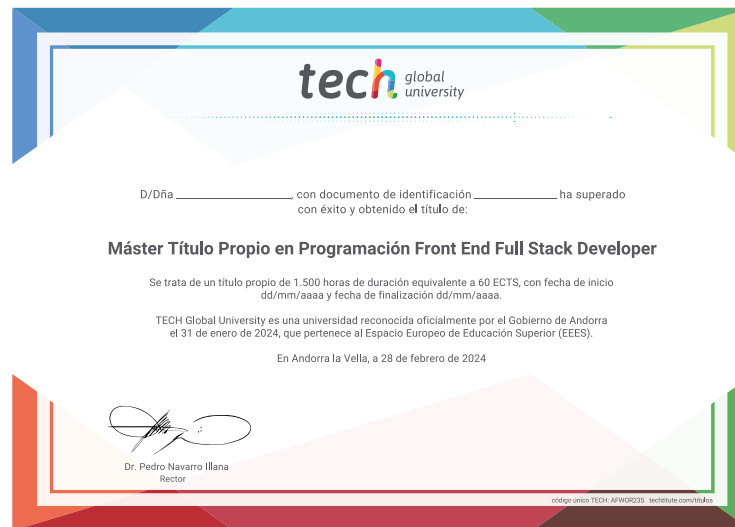 tech global university
D/Dña ______________________, con documento de identificación ________________ ha superado
con éxito y obtenido el título de:
Máster Título Propio en Programación Front End Full Stack Developer
Se trata de un título propio de 1.500 horas de duración equivalente a 60 ECTS, con fecha de inicio
dd/mm/aaaa y fecha de finalización dd/mm/aaaa.
TECH Global University es una universidad reconocida oficialmente por el Gobierno de Andorra
el 31 de enero de 2024, que pertenece al Espacio Europeo de Educación Superior (EEES).
En Andorra la Vella, a 28 de febrero de 2024
Dr. Pedro Navarro Illana
Rector
código único TECH: AFWOR23S techtitute.com/titulos